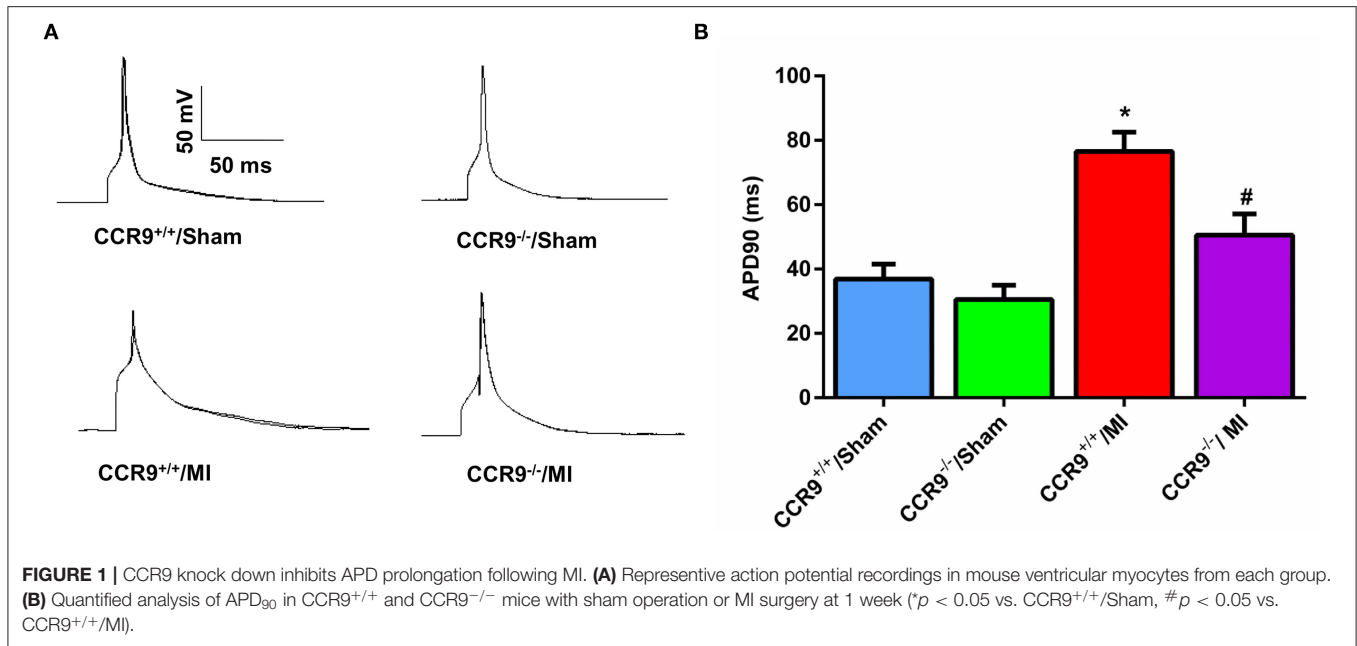 A
50 mV
50 ms
CCR9+/+/Sham
CCR9-/-/Sham
CCR9+/+/MI
CCR9-/-/MI
B
APD90 (ms)
100
80
60
40
20
0
*
#
CCR9+/+/Sham
CCR9-/-/Sham
CCR9+/+/MI
CCR9-/-/ MI
FIGURE 1 | CCR9 knock down inhibits APD prolongation following MI. (A) Representive action potential recordings in mouse ventricular myocytes from each group.
(B) Quantified analysis of APD90 in CCR9+/+ and CCR9−/− mice with sham operation or MI surgery at 1 week (*p < 0.05 vs. CCR9+/+/Sham, #p < 0.05 vs.
CCR9+/+/MI).